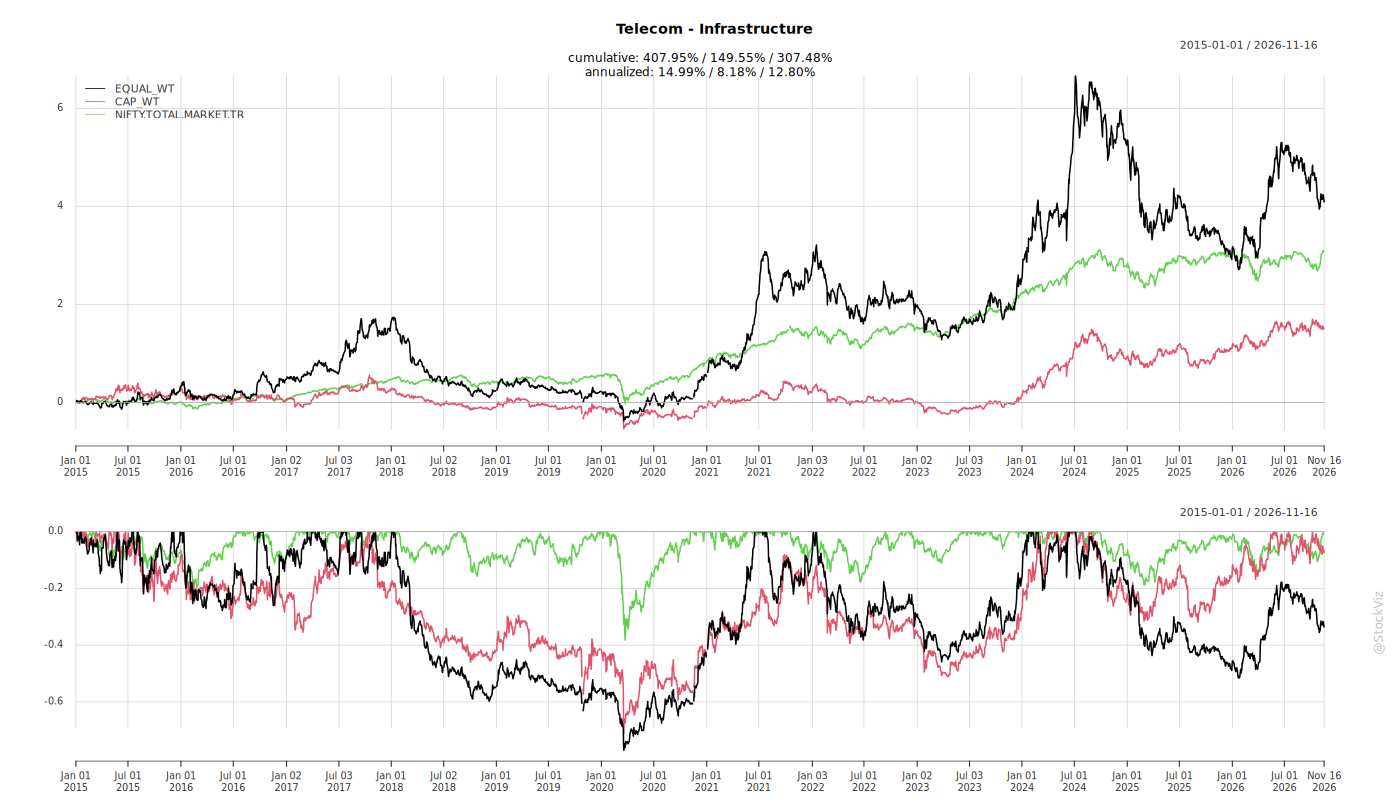 Telecom - Infrastructure
2015-01-01 / 2026-11-16
cumulative: 407.95% / 149.55% / 307.48%
annualized: 14.99% / 8.18% / 12.80%
EQUAL_WT
CAP_WT
NIFTY.TOTAL.MARKET.TR
6
4
2
0
Jan 01 Jul 01 Jan 01 Jul 01 Jan 02 Jul 03 Jan 01 Jul 02 Jan 01 Jul 01 Jan 01 Jul 01 Jan 01 Jul 01 Jan 03 Jul 01 Jan 02 Jul 03 Jan 01 Jul 01 Jan 01 Jul 01 Jan 01 Jul 01 Nov 16
2015 2015 2016 2016 2017 2017 2018 2018 2019 2019 2020 2020 2021 2021 2022 2022 2023 2023 2024 2024 2025 2025 2026 2026 2026
2015-01-01 / 2026-11-16
0.0
-0.2
-0.4
-0.6
Jan 01 Jul 01 Jan 01 Jul 01 Jan 02 Jul 03 Jan 01 Jul 02 Jan 01 Jul 01 Jan 01 Jul 01 Jan 01 Jul 01 Jan 03 Jul 01 Jan 02 Jul 03 Jan 01 Jul 01 Jan 01 Jul 01 Jan 01 Jul 01 Nov 16
2015 2015 2016 2016 2017 2017 2018 2018 2019 2019 2020 2020 2021 2021 2022 2022 2023 2023 2024 2024 2025 2025 2026 2026 2026
@StockViz